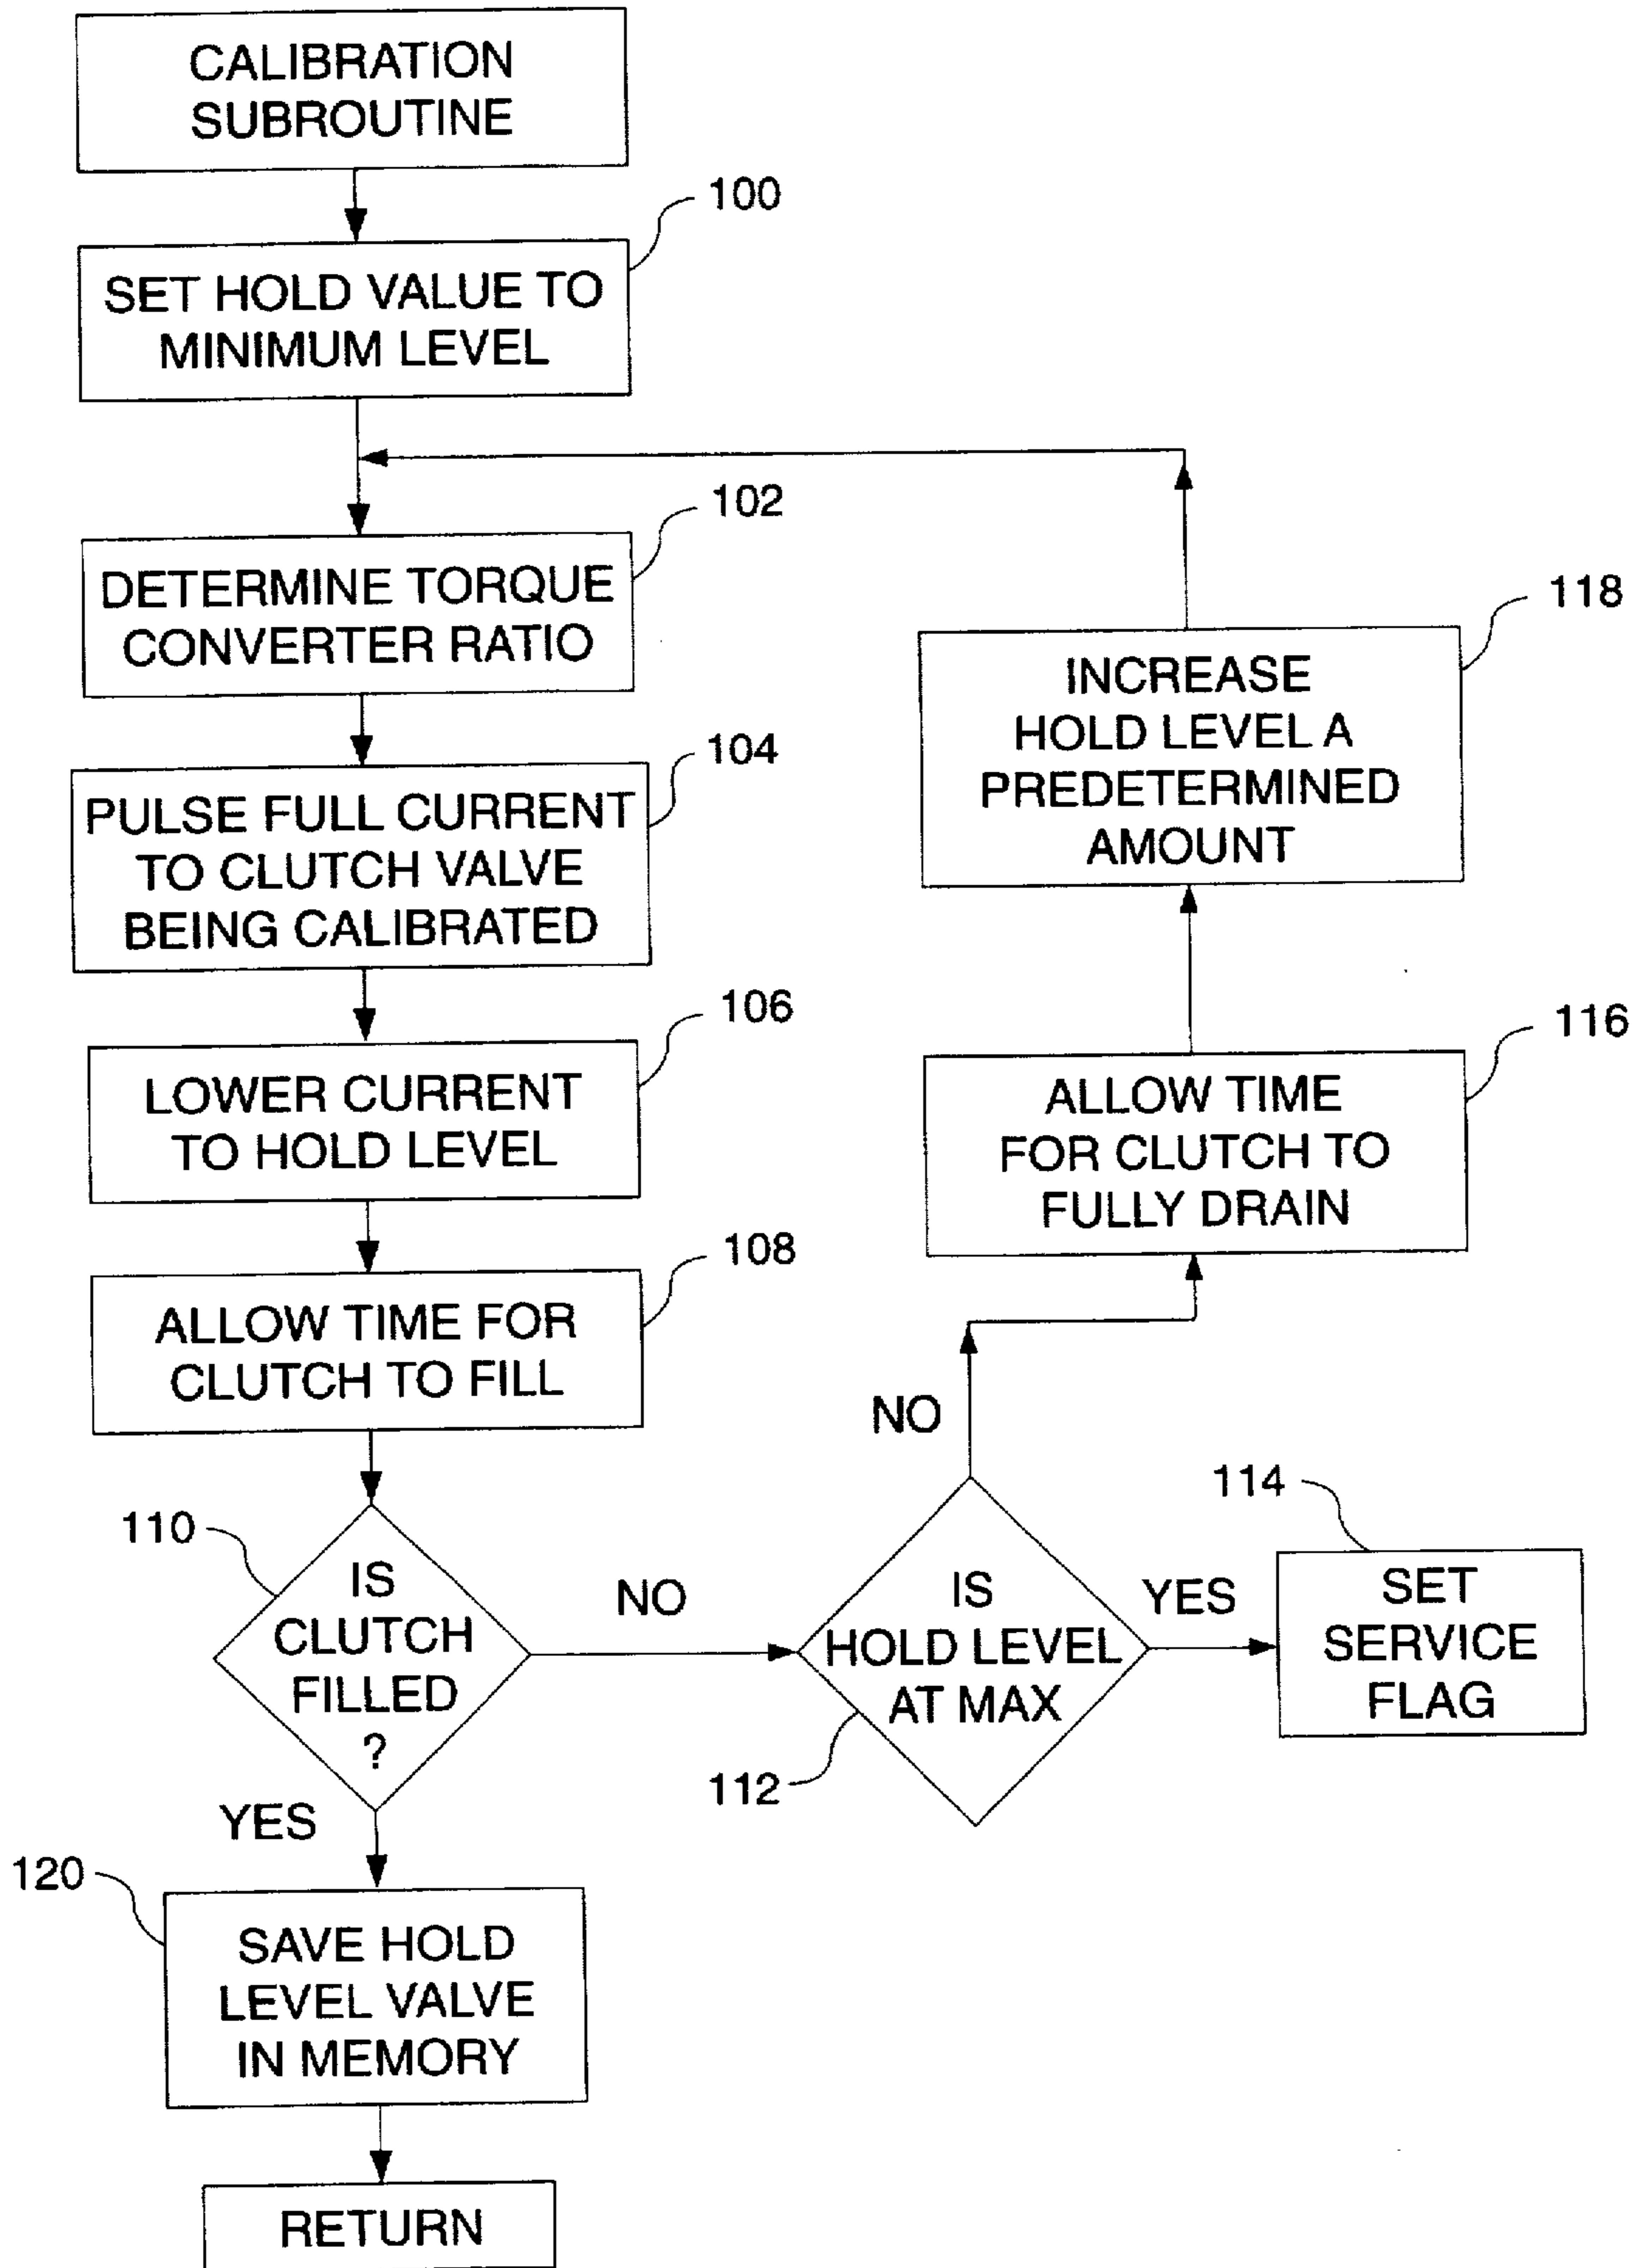 CALIBRATION
SUBROUTINE
100
SET HOLD VALUE TO
MINIMUM LEVEL
102
DETERMINE TORQUE
CONVERTER RATIO
104
PULSE FULL CURRENT
TO CLUTCH VALVE
BEING CALIBRATED
106
LOWER CURRENT
TO HOLD LEVEL
108
ALLOW TIME FOR
CLUTCH TO FILL
110
IS
CLUTCH
FILLED
?
NO
YES
112
IS
HOLD LEVEL
AT MAX
YES
114
SET
SERVICE
FLAG
NO
116
ALLOW TIME
FOR CLUTCH TO
FULLY DRAIN
118
INCREASE
HOLD LEVEL A
PREDETERMINED
AMOUNT
120
SAVE HOLD
LEVEL VALVE
IN MEMORY
RETURN